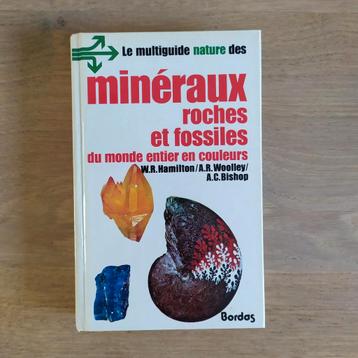 Le multiguide nature des
minéraux
roches
et fossiles
du monde entier en couleurs
W.R.Hamilton/A.R.Woolley/
A.C.Bishop
Bordas